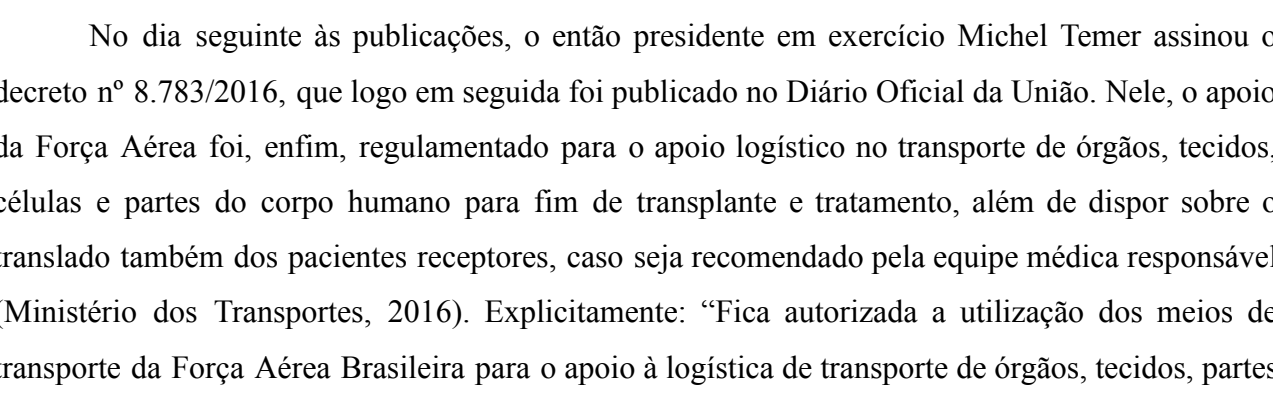 No dia seguinte às publicações, o então presidente em exercício Michel Temer assinou o
decreto nº 8.783/2016, que logo em seguida foi publicado no Diário Oficial da União. Nele, o apoio
da Força Aérea foi, enfim, regulamentado para o apoio logístico no transporte de órgãos, tecidos,
células e partes do corpo humano para fim de transplante e tratamento, além de dispor sobre o
translado também dos pacientes receptores, caso seja recomendado pela equipe médica responsável
(Ministério dos Transportes, 2016). Explicitamente: “Fica autorizada a utilização dos meios de
transporte da Força Aérea Brasileira para o apoio à logística de transporte de órgãos, tecidos, partes